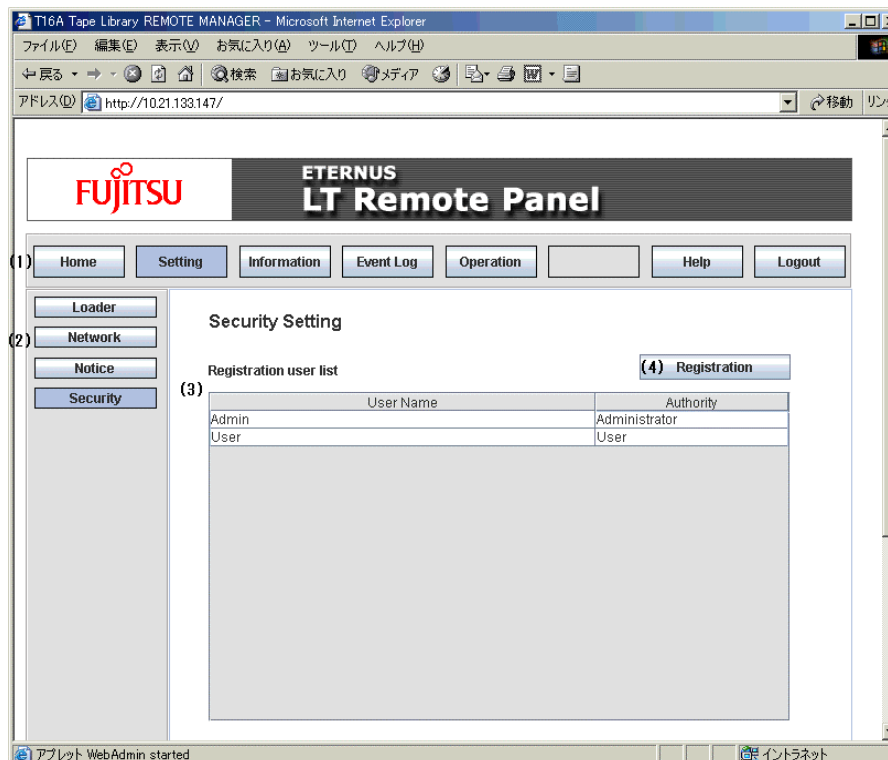 T16A Tape Library REMOTE MANAGER - Microsoft Internet Explorer
ファイル(F) 編集(E) 表示(V) お気に入り(A) ツール(T) ヘルプ(H)
戻る 検索 お気に入り メディア
アドレス(D) http://10.21.133.147/ 移動 リンク
FUJITSU
ETERNUS
LT Remote Panel
(1) Home Setting Information Event Log Operation Help Logout
Loader
(2) Network
Notice
Security
Security Setting
Registration user list
(4) Registration
(3)
User Name Authority
Admin Administrator
User User
アプレット WebAdmin started イントラネット